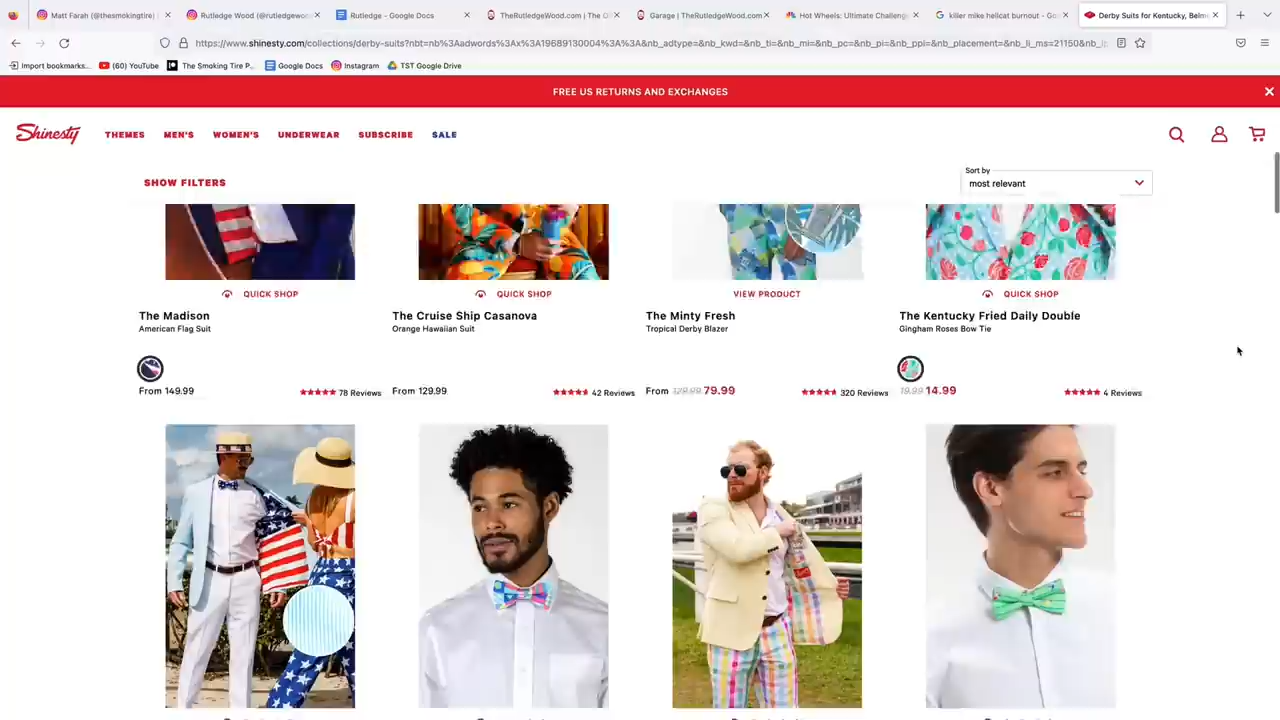 Matt Farah (@thesmokingtire) |
Rutledge Wood (@rutledgewoo
Rutledge - Google Docs
TheRutledgeWood.com | The O
Garage | TheRutledgeWood.com
Hot Wheels: Ultimate Challeng
killer mike hellcat burnout - Go
Derby Suits for Kentucky, Belm
https://www.shinesty.com/collections/derby-suits?nbt=nb%3Aadwords%3Ax%3A19689130004%3A%3A&nb_adtype=&nb_kwd=&nb_ti=&nb_mi=&nb_pc=&nb_pi=&nb_ppi=&nb_placement=&nb_li_ms=21150&nb_l
Import bookmarks...
(60) YouTube
The Smoking Tire P...
Google Docs
Instagram
TST Google Drive
FREE US RETURNS AND EXCHANGES
Shinesty
THEMES
MEN'S
WOMEN'S
UNDERWEAR
SUBSCRIBE
SALE
SHOW FILTERS
Sort by
most relevant
QUICK SHOP
QUICK SHOP
VIEW PRODUCT
QUICK SHOP
The Madison
The Cruise Ship Casanova
The Minty Fresh
The Kentucky Fried Daily Double
American Flag Suit
Orange Hawaiian Suit
Tropical Derby Blazer
Gingham Roses Bow Tie
From 149.99
78 Reviews
From 129.99
42 Reviews
From 129.99 79.99
320 Reviews
19.99 14.99
4 Reviews